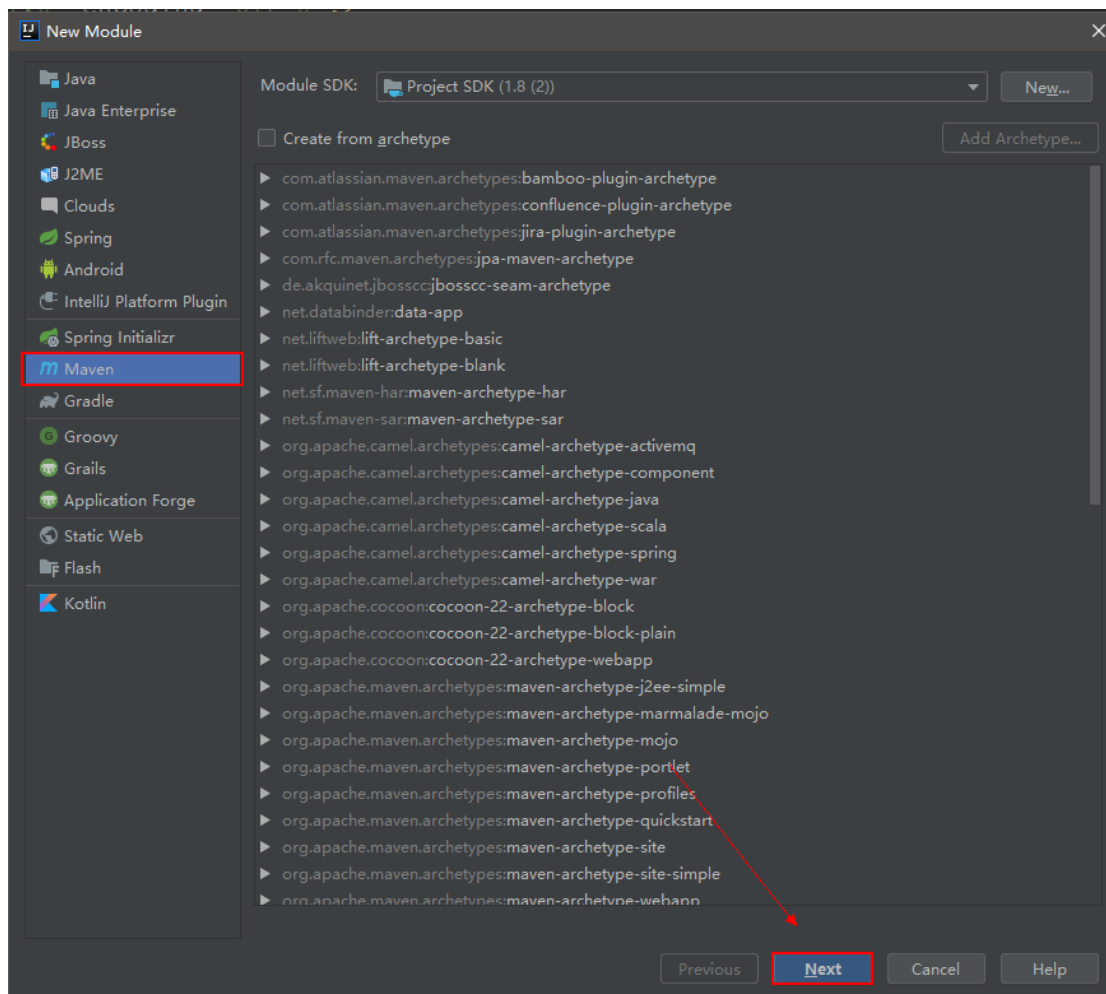 New Module
Java
Java Enterprise
JBoss
J2ME
Clouds
Spring
Android
IntelliJ Platform Plugin
Spring Initializr
Maven
Gradle
Groovy
Grails
Application Forge
Static Web
Flash
Kotlin
Module SDK: Project SDK (1.8 (2)) New...
Create from archetype Add Archetype...
com.atlassian.maven.archetypes:bamboo-plugin-archetype
com.atlassian.maven.archetypes:confluence-plugin-archetype
com.atlassian.maven.archetypes:jira-plugin-archetype
com.rfc.maven.archetypes:jpa-maven-archetype
de.akquinet.jbosscc:jbosscc-seam-archetype
net.databinder:data-app
net.liftweb:lift-archetype-basic
net.liftweb:lift-archetype-blank
net.sf.maven-har:maven-archetype-har
net.sf.maven-sar:maven-archetype-sar
org.apache.camel.archetypes:camel-archetype-activemq
org.apache.camel.archetypes:camel-archetype-component
org.apache.camel.archetypes:camel-archetype-java
org.apache.camel.archetypes:camel-archetype-scala
org.apache.camel.archetypes:camel-archetype-spring
org.apache.camel.archetypes:camel-archetype-war
org.apache.cocoon:cocoon-22-archetype-block
org.apache.cocoon:cocoon-22-archetype-block-plain
org.apache.cocoon:cocoon-22-archetype-webapp
org.apache.maven.archetypes:maven-archetype-j2ee-simple
org.apache.maven.archetypes:maven-archetype-marmalade-mojo
org.apache.maven.archetypes:maven-archetype-mojo
org.apache.maven.archetypes:maven-archetype-portlet
org.apache.maven.archetypes:maven-archetype-profiles
org.apache.maven.archetypes:maven-archetype-quickstart
org.apache.maven.archetypes:maven-archetype-site
org.apache.maven.archetypes:maven-archetype-site-simple
org.apache.maven.archetypes:maven-archetype-webapp
Previous Next Cancel Help